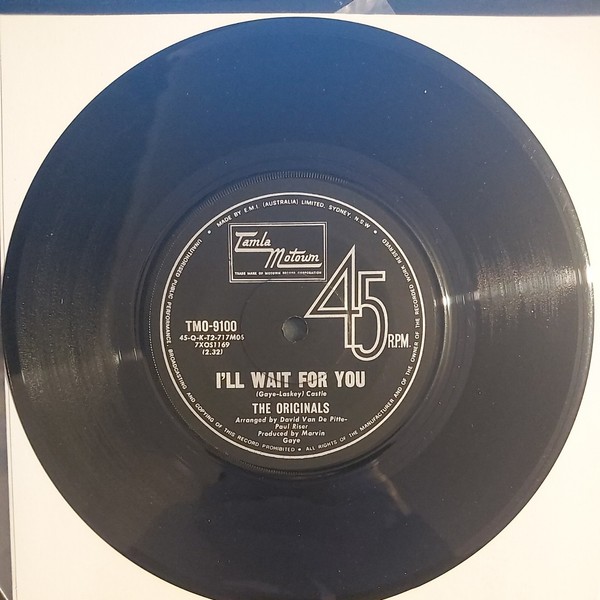 MADE BY E.M.I. (AUSTRALIA) LIMITED, SYDNEY, N.S.W.
Tamla
Motown
TRADE MARK OF MOTOWN RECORD CORPORATION
45
R.P.M.
TMO-9100
45-Q-K-T2-717M05
7XOS1169
(2.32)
I'LL WAIT FOR YOU
(Gaye-Laskey) Castle
THE ORIGINALS
Arranged by David Van De Pitte-
Paul Riser
Produced by Marvin
Gaye
UNAUTHORISED PUBLIC PERFORMANCE, BROADCASTING AND COPYING OF THIS RECORD PROHIBITED • ALL RIGHTS OF THE MANUFACTURER AND OF THE OWNER OF THE RECORDED WORK RESERVED